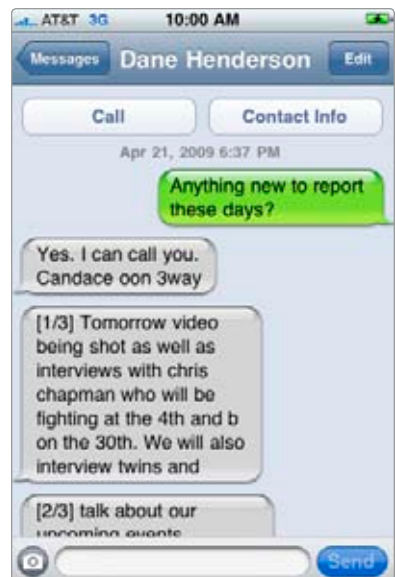 AT&T 3G 10:00 AM
Messages Dane Henderson Edit
Call Contact Info
Apr 21, 2009 6:37 PM
Anything new to report
these days?
Yes. I can call you.
Candace oon 3way
[1/3] Tomorrow video
being shot as well as
interviews with chris
chapman who will be
fighting at the 4th and b
on the 30th. We will also
interview twins and
[2/3] talk about our
upcoming events
Send